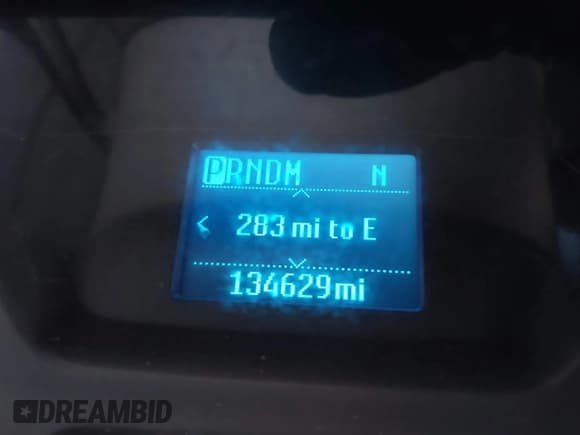 PRNDM N
283 mi to E
134629mi
DREAMBID